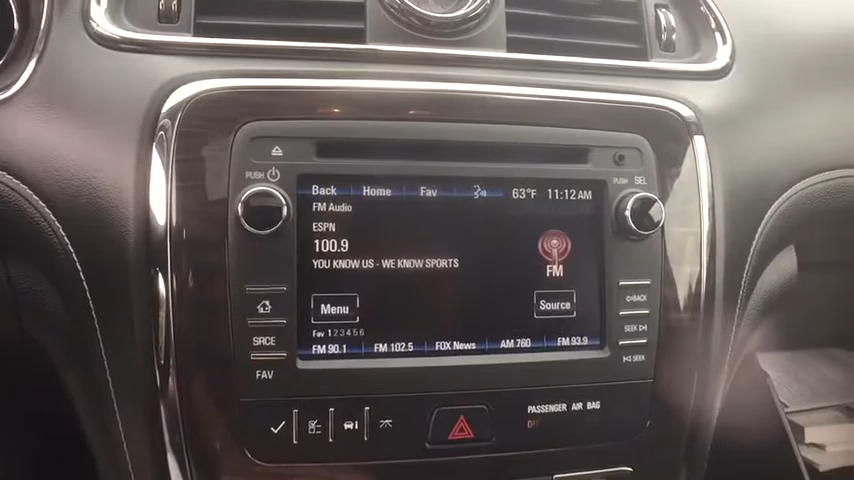 PUSH
PUSH SEL
Back Home Fav 63°F 11:12 AM
FM Audio
ESPN
100.9
YOU KNOW US - WE KNOW SPORTS
FM
Menu
Source
Fav 1 2 3 4 5 6
FM 90.1 FM 102.5 FOX News AM 760 FM 93.9
SRCE
FAV
BACK
SEEK
SEEK
PASSENGER AIR BAG